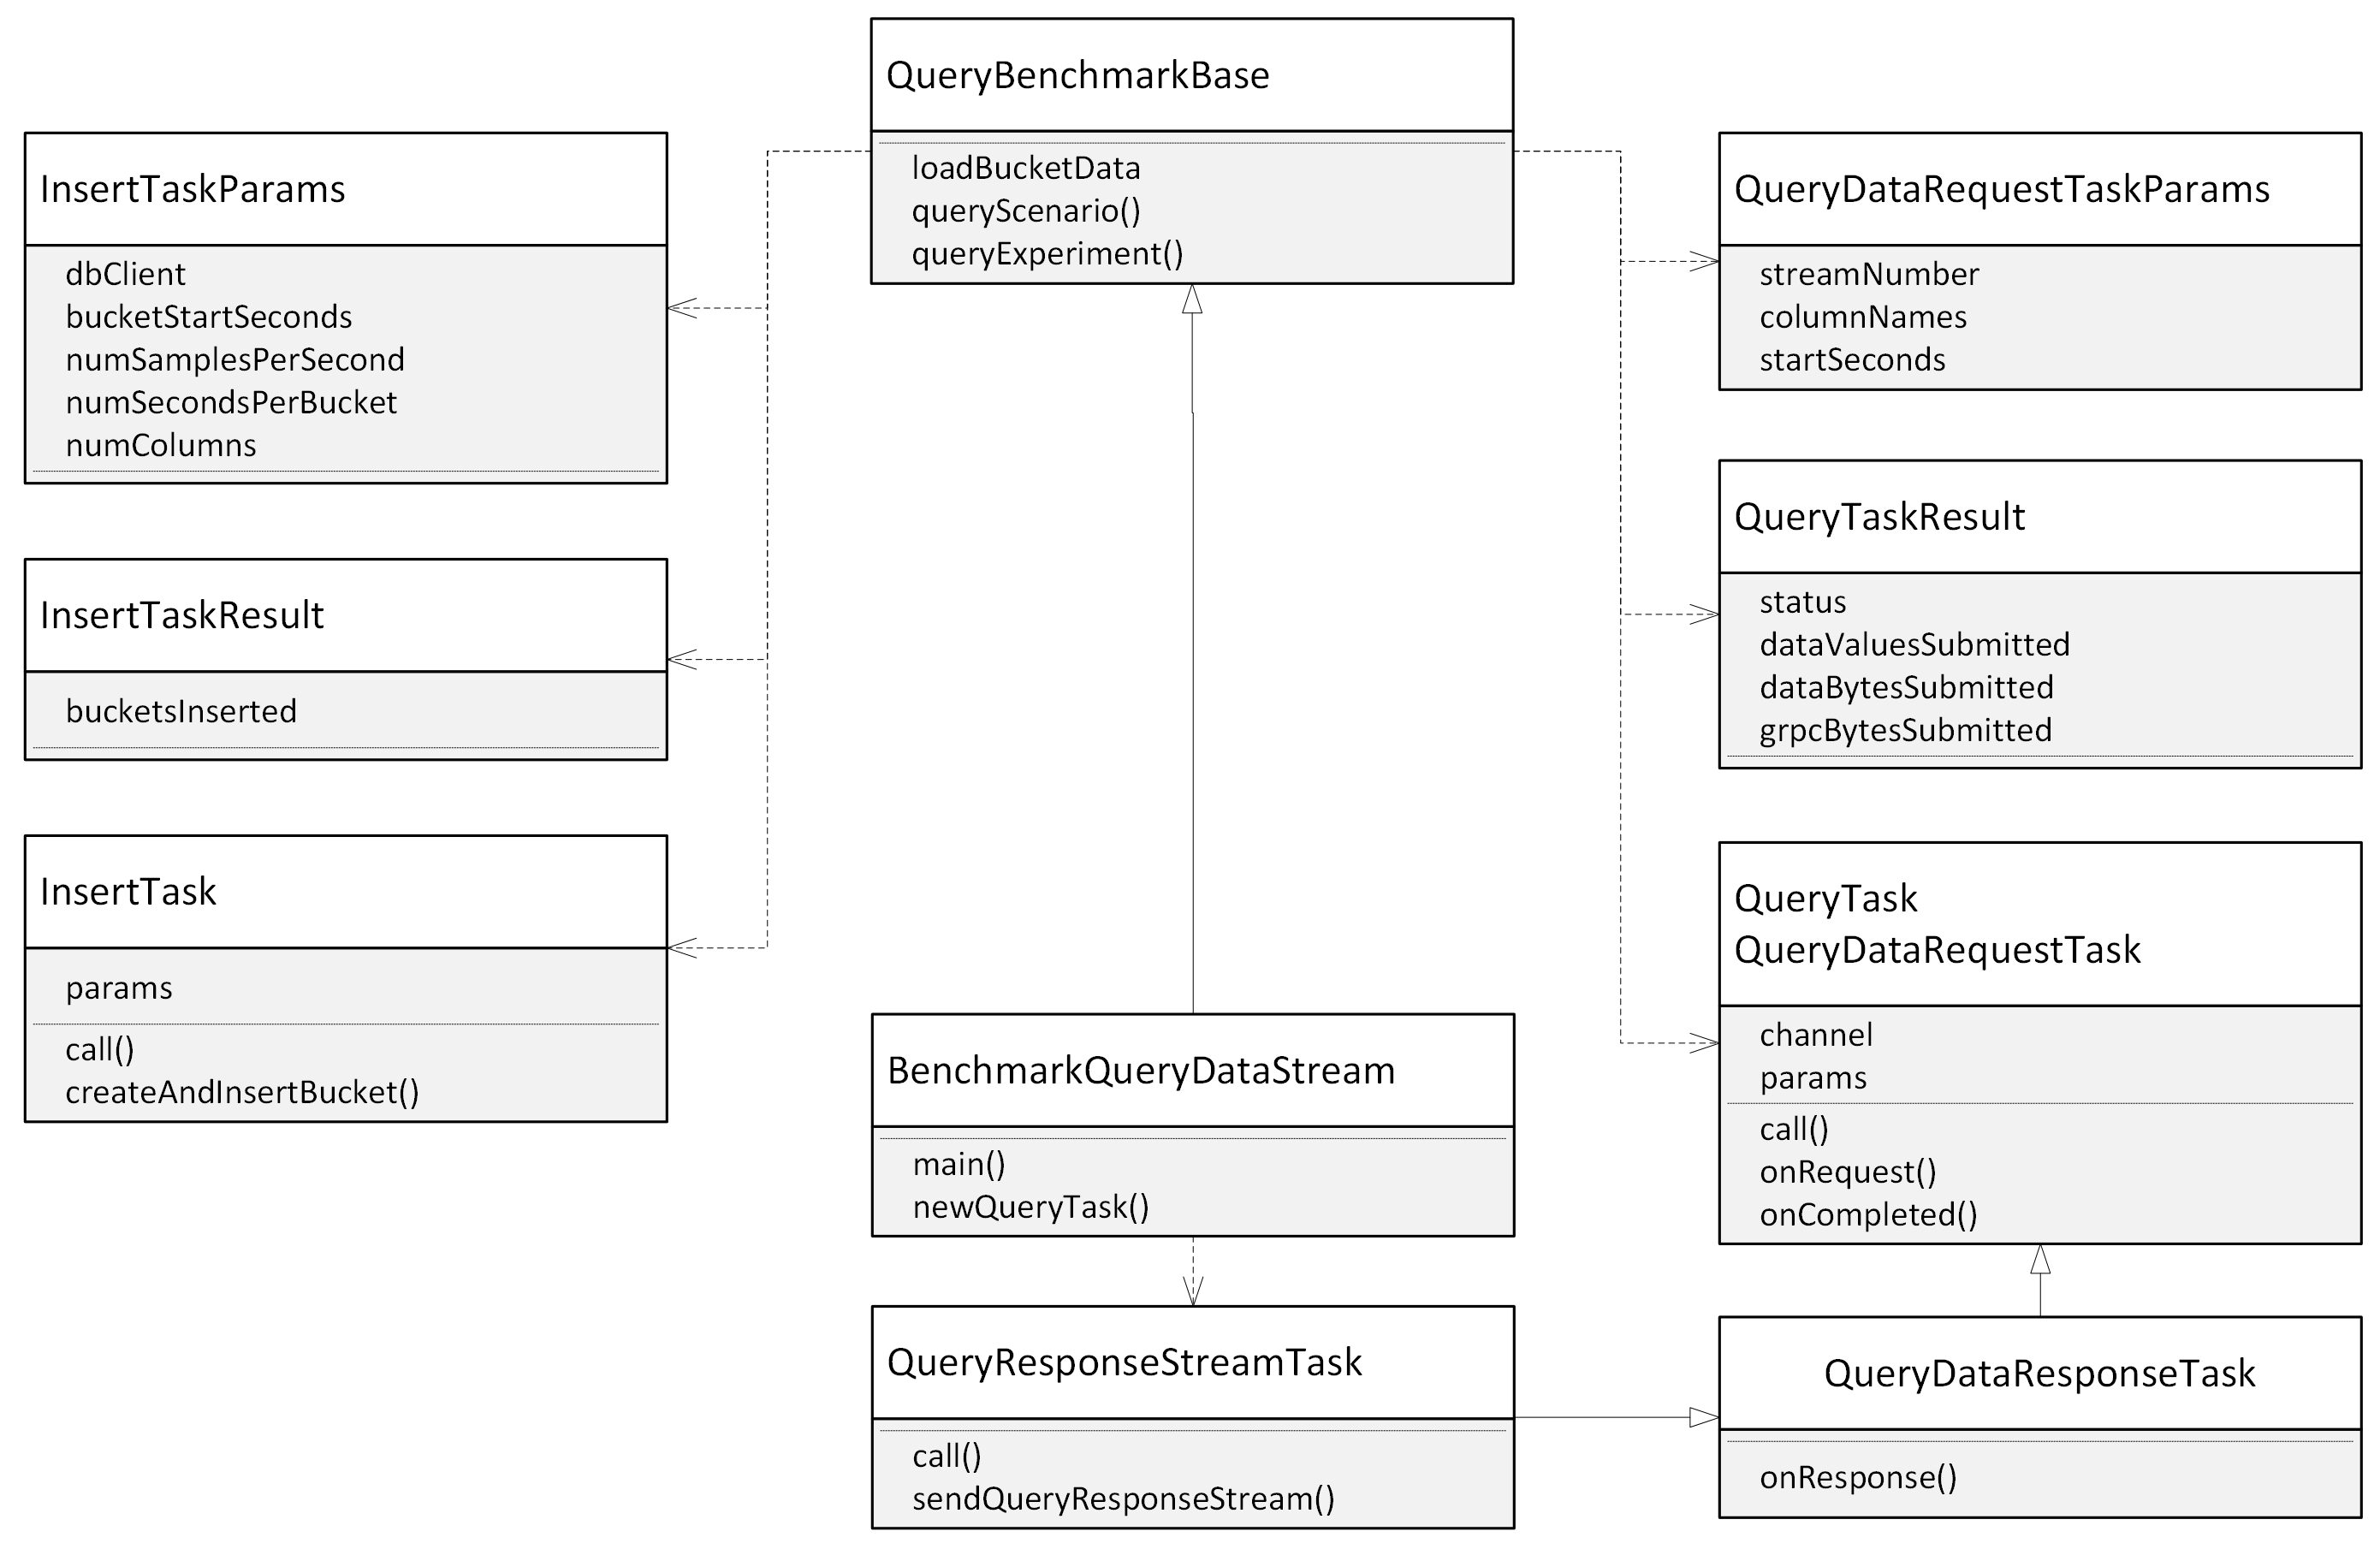 QueryBenchmarkBase
loadBucketData
queryScenario()
queryExperiment()
InsertTaskParams
dbClient
bucketStartSeconds
numSamplesPerSecond
numSecondsPerBucket
numColumns
InsertTaskResult
bucketsInserted
InsertTask
params
call()
createAndInsertBucket()
BenchmarkQueryDataStream
main()
newQueryTask()
QueryResponseStreamTask
call()
sendQueryResponseStream()
QueryDataRequestTaskParams
streamNumber
columnNames
startSeconds
QueryTaskResult
status
dataValuesSubmitted
dataBytesSubmitted
grpcBytesSubmitted
QueryTask
QueryDataRequestTask
channel
params
call()
onRequest()
onCompleted()
QueryDataResponseTask
onResponse()